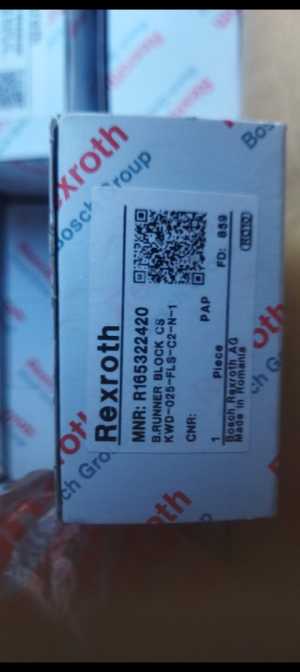 Rexroth
MNR: R165322420
B.RUNNER BLOCK CS
KWD-025-FLS-C2-N-1
PAP
CNR:
1 Piece
FD: 859
Bosch Rexroth AG
Made in Romania
Rexroth
Bosch Group